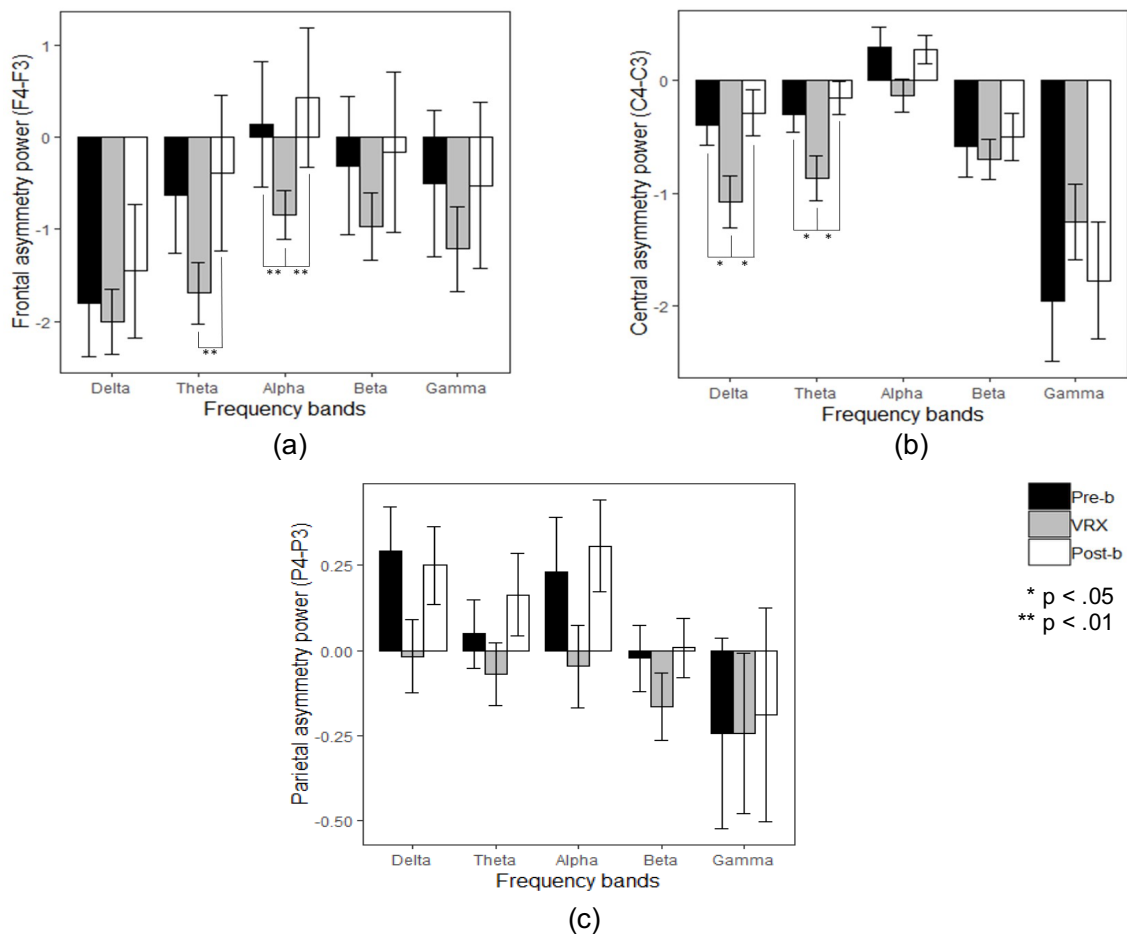 Frontal asymmetry power (F4-F3)
1
0
-1
-2
**
** **
Delta Theta Alpha Beta Gamma
Frequency bands
(a)
Central asymmetry power (C4-C3)
0
-1
-2
* *
* *
Delta Theta Alpha Beta Gamma
Frequency bands
(b)
Parietal asymmetry power (P4-P3)
0.25
0.00
-0.25
-0.50
Delta Theta Alpha Beta Gamma
Frequency bands
(c)
Pre-b
VRX
Post-b
* p < .05
** p < .01